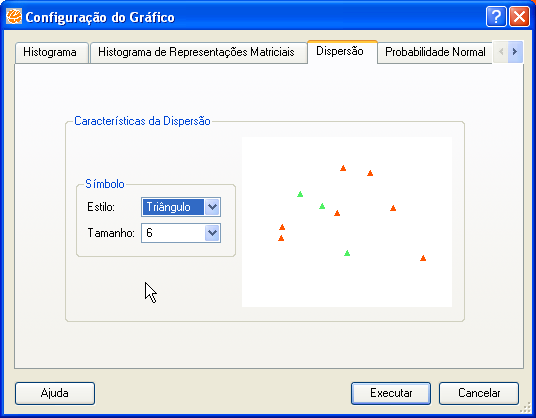 Configuração do Gráfico
Histograma Histograma de Representações Matriciais Dispersão Probabilidade Normal
Características da Dispersão
Símbolo
Estilo: Triângulo
Tamanho: 6
Ajuda Executar Cancelar